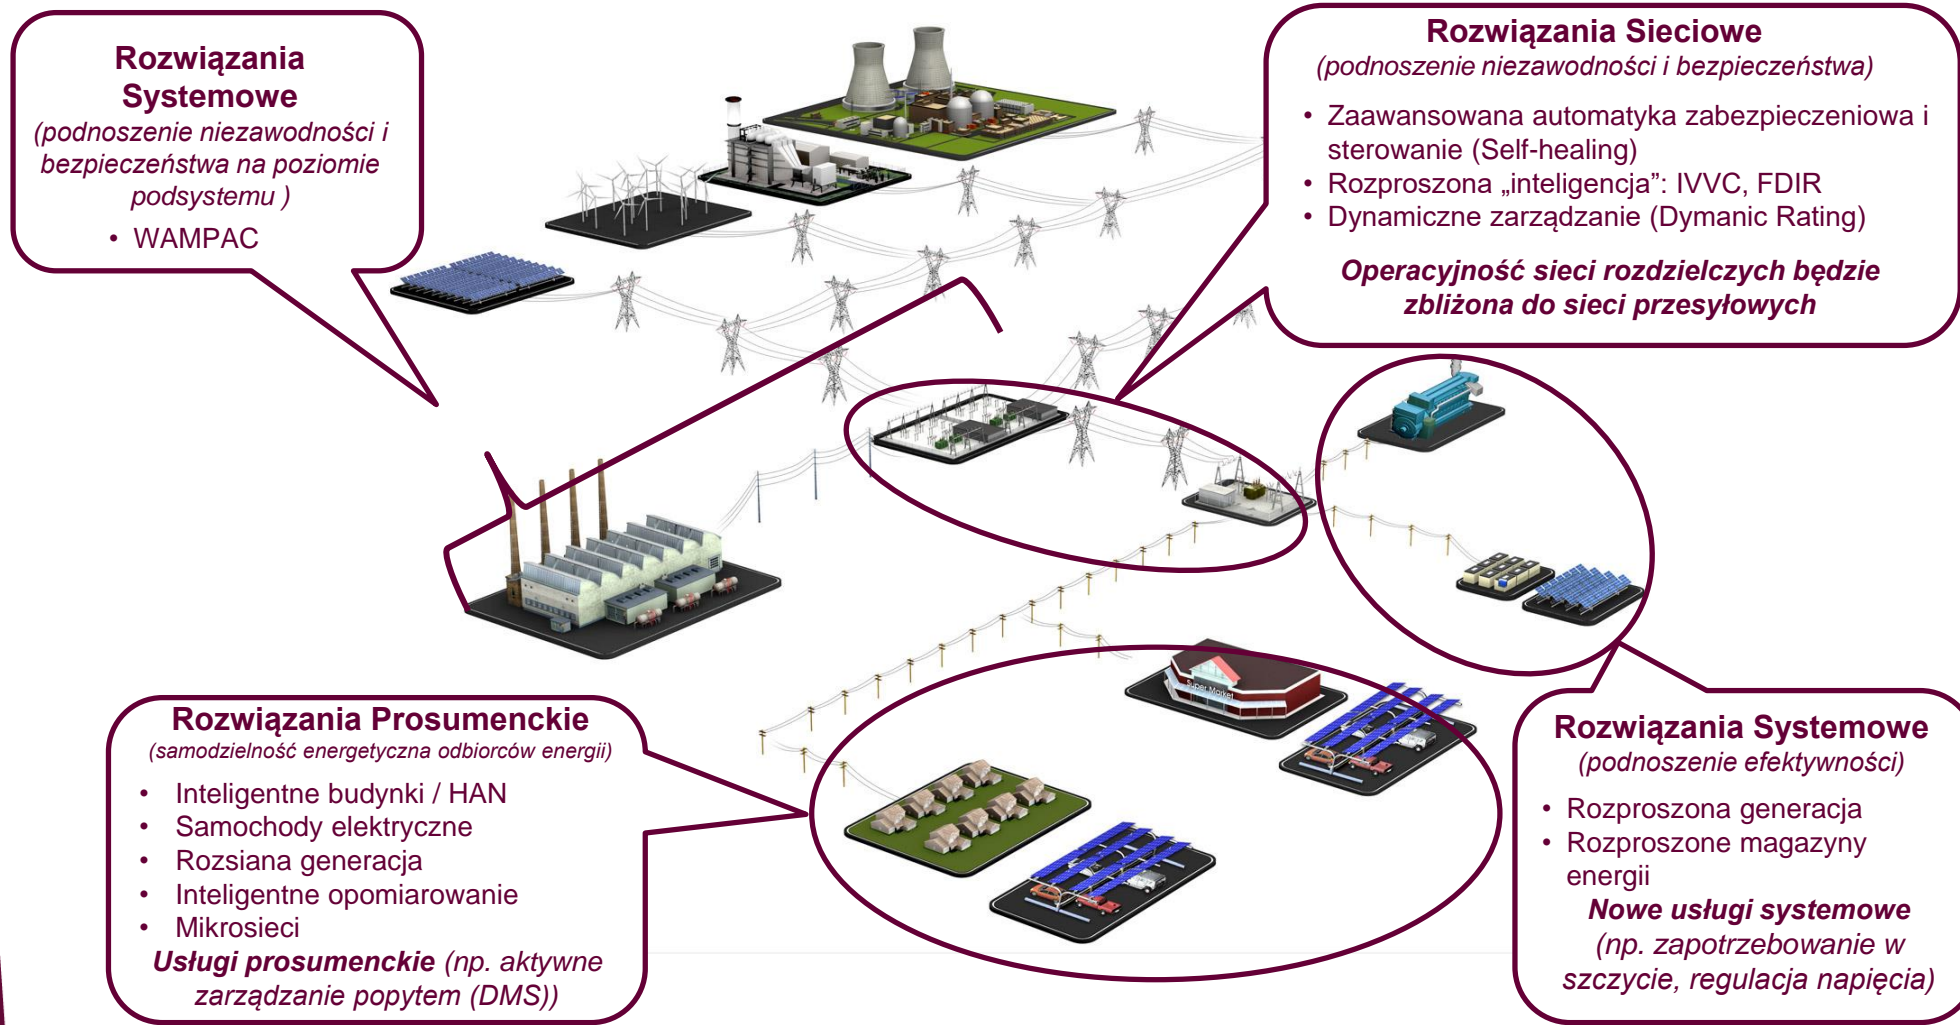 Rozwiązania
Systemowe
(podnoszenie niezawodności i
bezpieczeństwa na poziomie
podsystemu )
• WAMPAC
Rozwiązania Sieciowe
(podnoszenie niezawodności i bezpieczeństwa)
• Zaawansowana automatyka zabezpieczeniowa i
sterowanie (Self-healing)
• Rozproszona „inteligencja”: IVVC, FDIR
• Dynamiczne zarządzanie (Dymanic Rating)
Operacyjność sieci rozdzielczych będzie
zbliżona do sieci przesyłowych
Super Market
Rozwiązania Prosumenckie
(samodzielność energetyczna odbiorców energii)
• Inteligentne budynki / HAN
• Samochody elektryczne
• Rozsiana generacja
• Inteligentne opomiarowanie
• Mikrosieci
Usługi prosumenckie (np. aktywne
zarządzanie popytem (DMS))
Rozwiązania Systemowe
(podnoszenie efektywności)
• Rozproszona generacja
• Rozproszone magazyny
energii
Nowe usługi systemowe
(np. zapotrzebowanie w
szczycie, regulacja napięcia)